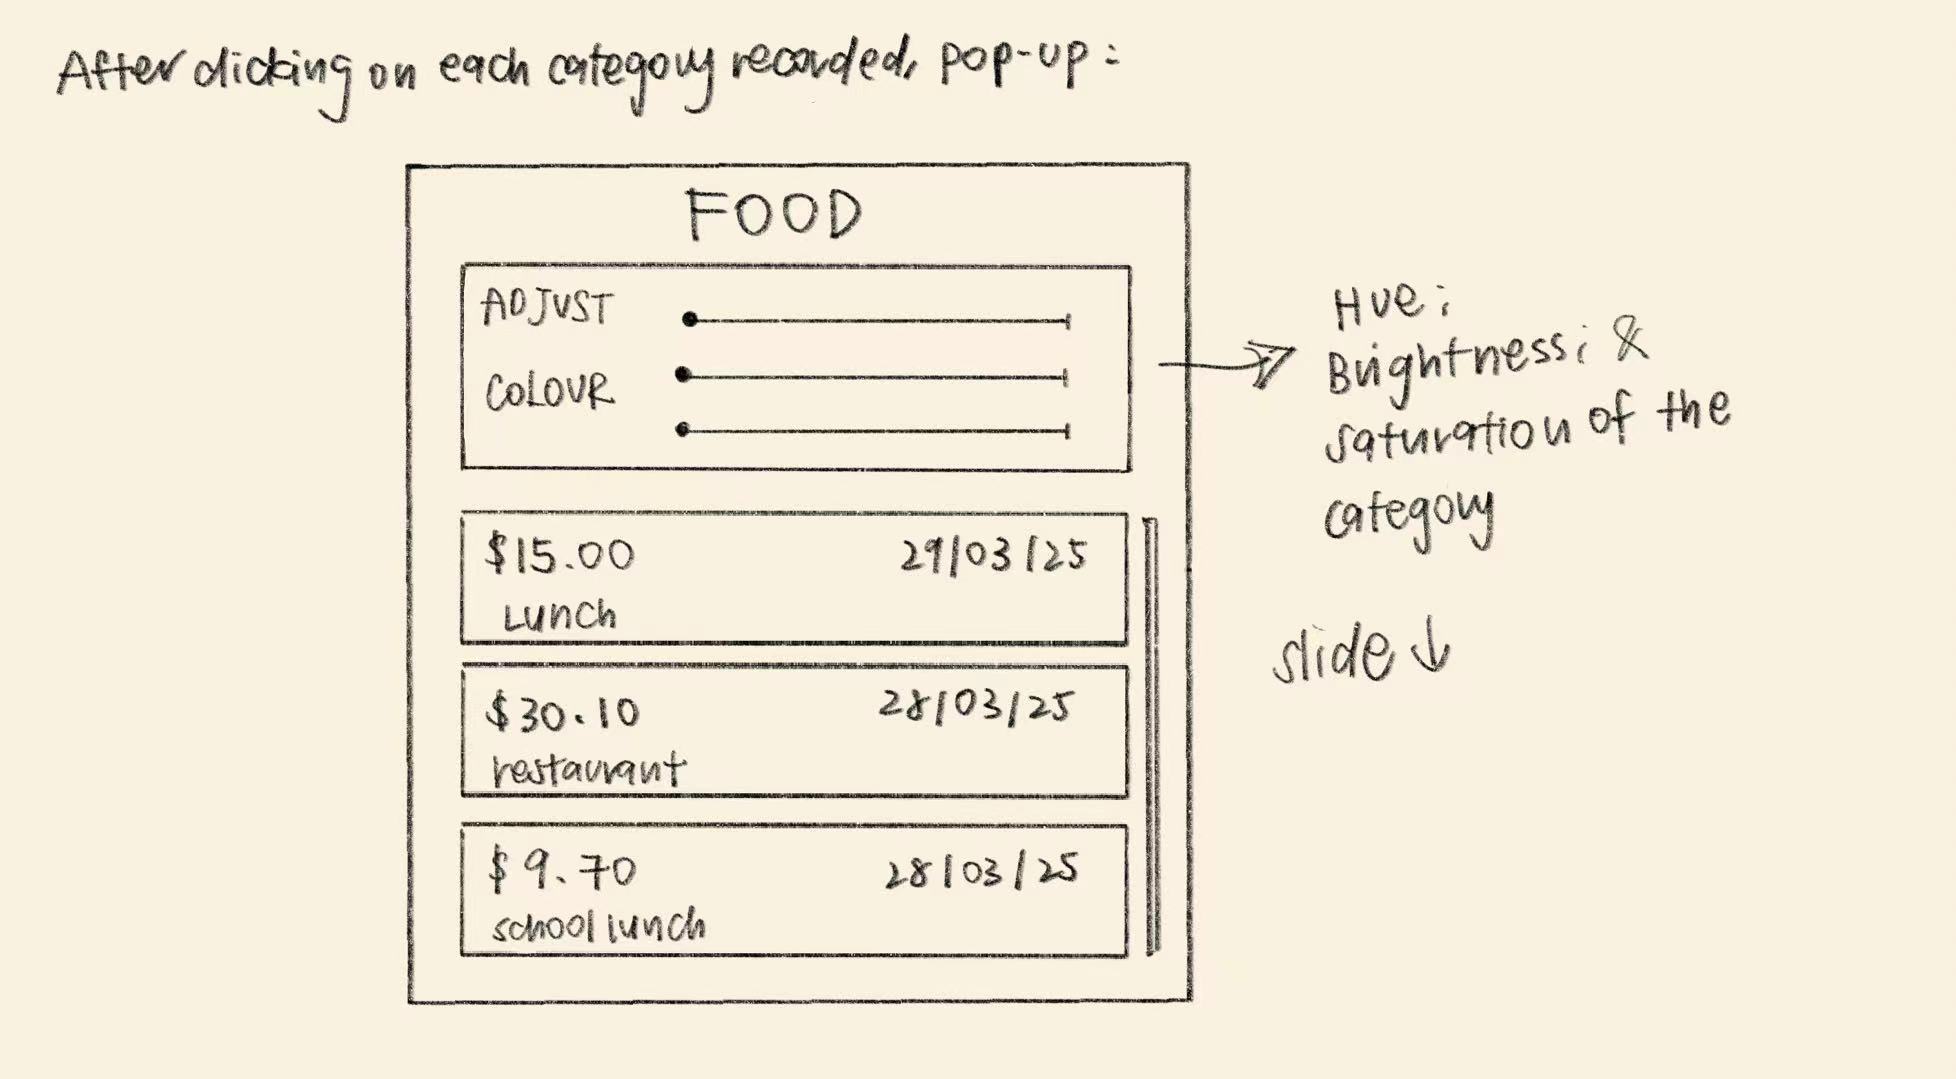 After clicking on each category recorded, pop-up:
FOOD
ADJUST
COLOUR
Hue;
Brightness; &
saturation of the
category
$15.00 29/03/25
Lunch
slide ↓
$30.10 28/03/25
restaurant
$9.70 28/03/25
school lunch